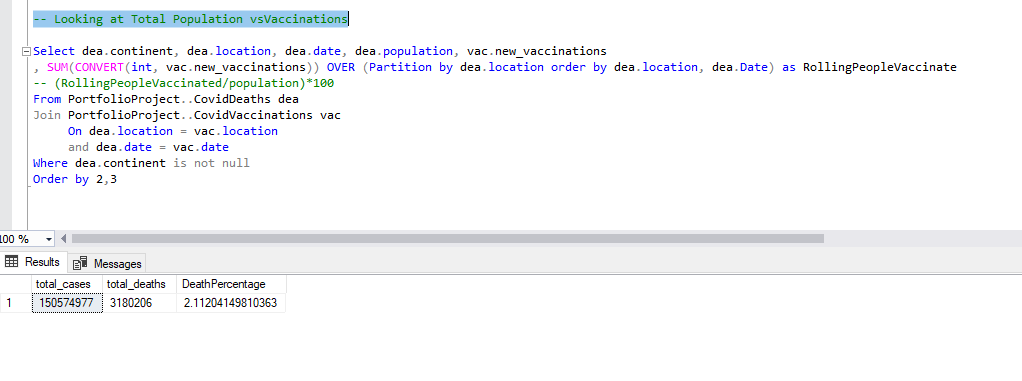 -- Looking at Total Population vsVaccinations
Select dea.continent, dea.location, dea.date, dea.population, vac.new_vaccinations
, SUM(CONVERT(int, vac.new_vaccinations)) OVER (Partition by dea.location order by dea.location, dea.Date) as RollingPeopleVaccinate
-- (RollingPeopleVaccinated/population)*100
From PortfolioProject..CovidDeaths dea
Join PortfolioProject..CovidVaccinations vac
On dea.location = vac.location
and dea.date = vac.date
Where dea.continent is not null
Order by 2,3
100 %
Results Messages
total_cases total_deaths DeathPercentage
1 150574977 3180206 2.11204149810363